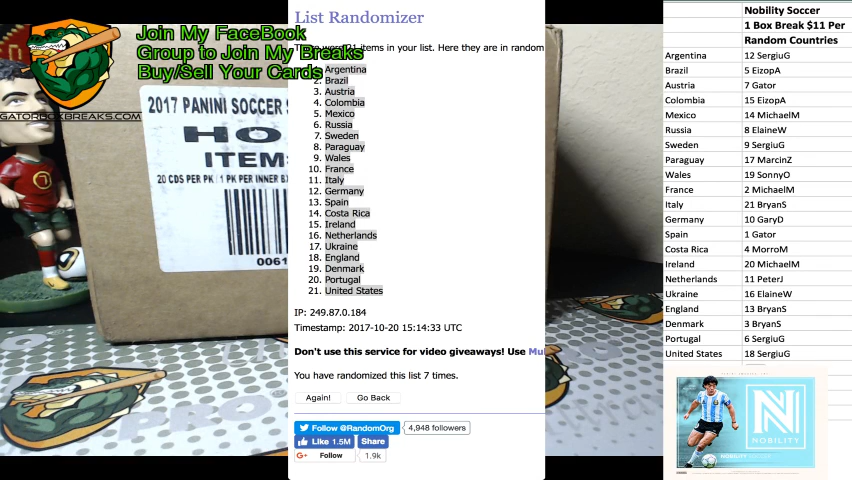 Join My FaceBook
Group to Join My Breaks
Buy/Sell Your Cards
GATORBOXBREAKS.COM
2017 PANINI SOCCER
HO
ITEM
20 CDS PER PK (1 PK PER INNER B
0061
List Randomizer
21 items in your list. Here they are in random
Argentina
2. Brazil
3. Austria
4. Colombia
5. Mexico
6. Russia
7. Sweden
8. Paraguay
9. Wales
10. France
11. Italy
12. Germany
13. Spain
14. Costa Rica
15. Ireland
16. Netherlands
17. Ukraine
18. England
19. Denmark
20. Portugal
21. United States
IP: 249.87.0.184
Timestamp: 2017-10-20 15:14:33 UTC
Don't use this service for video giveaways! Use Mul
You have randomized this list 7 times.
Again! Go Back
Follow @RandomOrg 4,948 followers
Like 1.5M Share
G+ Follow 1.9k
Nobility Soccer
1 Box Break $11 Per
Random Countries
Argentina 12 SergiuG
Brazil 5 EizopA
Austria 7 Gator
Colombia 15 EizopA
Mexico 14 MichaelM
Russia 8 ElaineW
Sweden 9 SergiuG
Paraguay 17 MarcinZ
Wales 19 SonnyO
France 2 MichaelM
Italy 21 BryanS
Germany 10 GaryD
Spain 1 Gator
Costa Rica 4 MorroM
Ireland 20 MichaelM
Netherlands 11 PeterJ
Ukraine 16 ElaineW
England 13 BryanS
Denmark 3 BryanS
Portugal 6 SergiuG
United States 18 SergiuG
N
NOBILITY
NOBILITY SOCCER